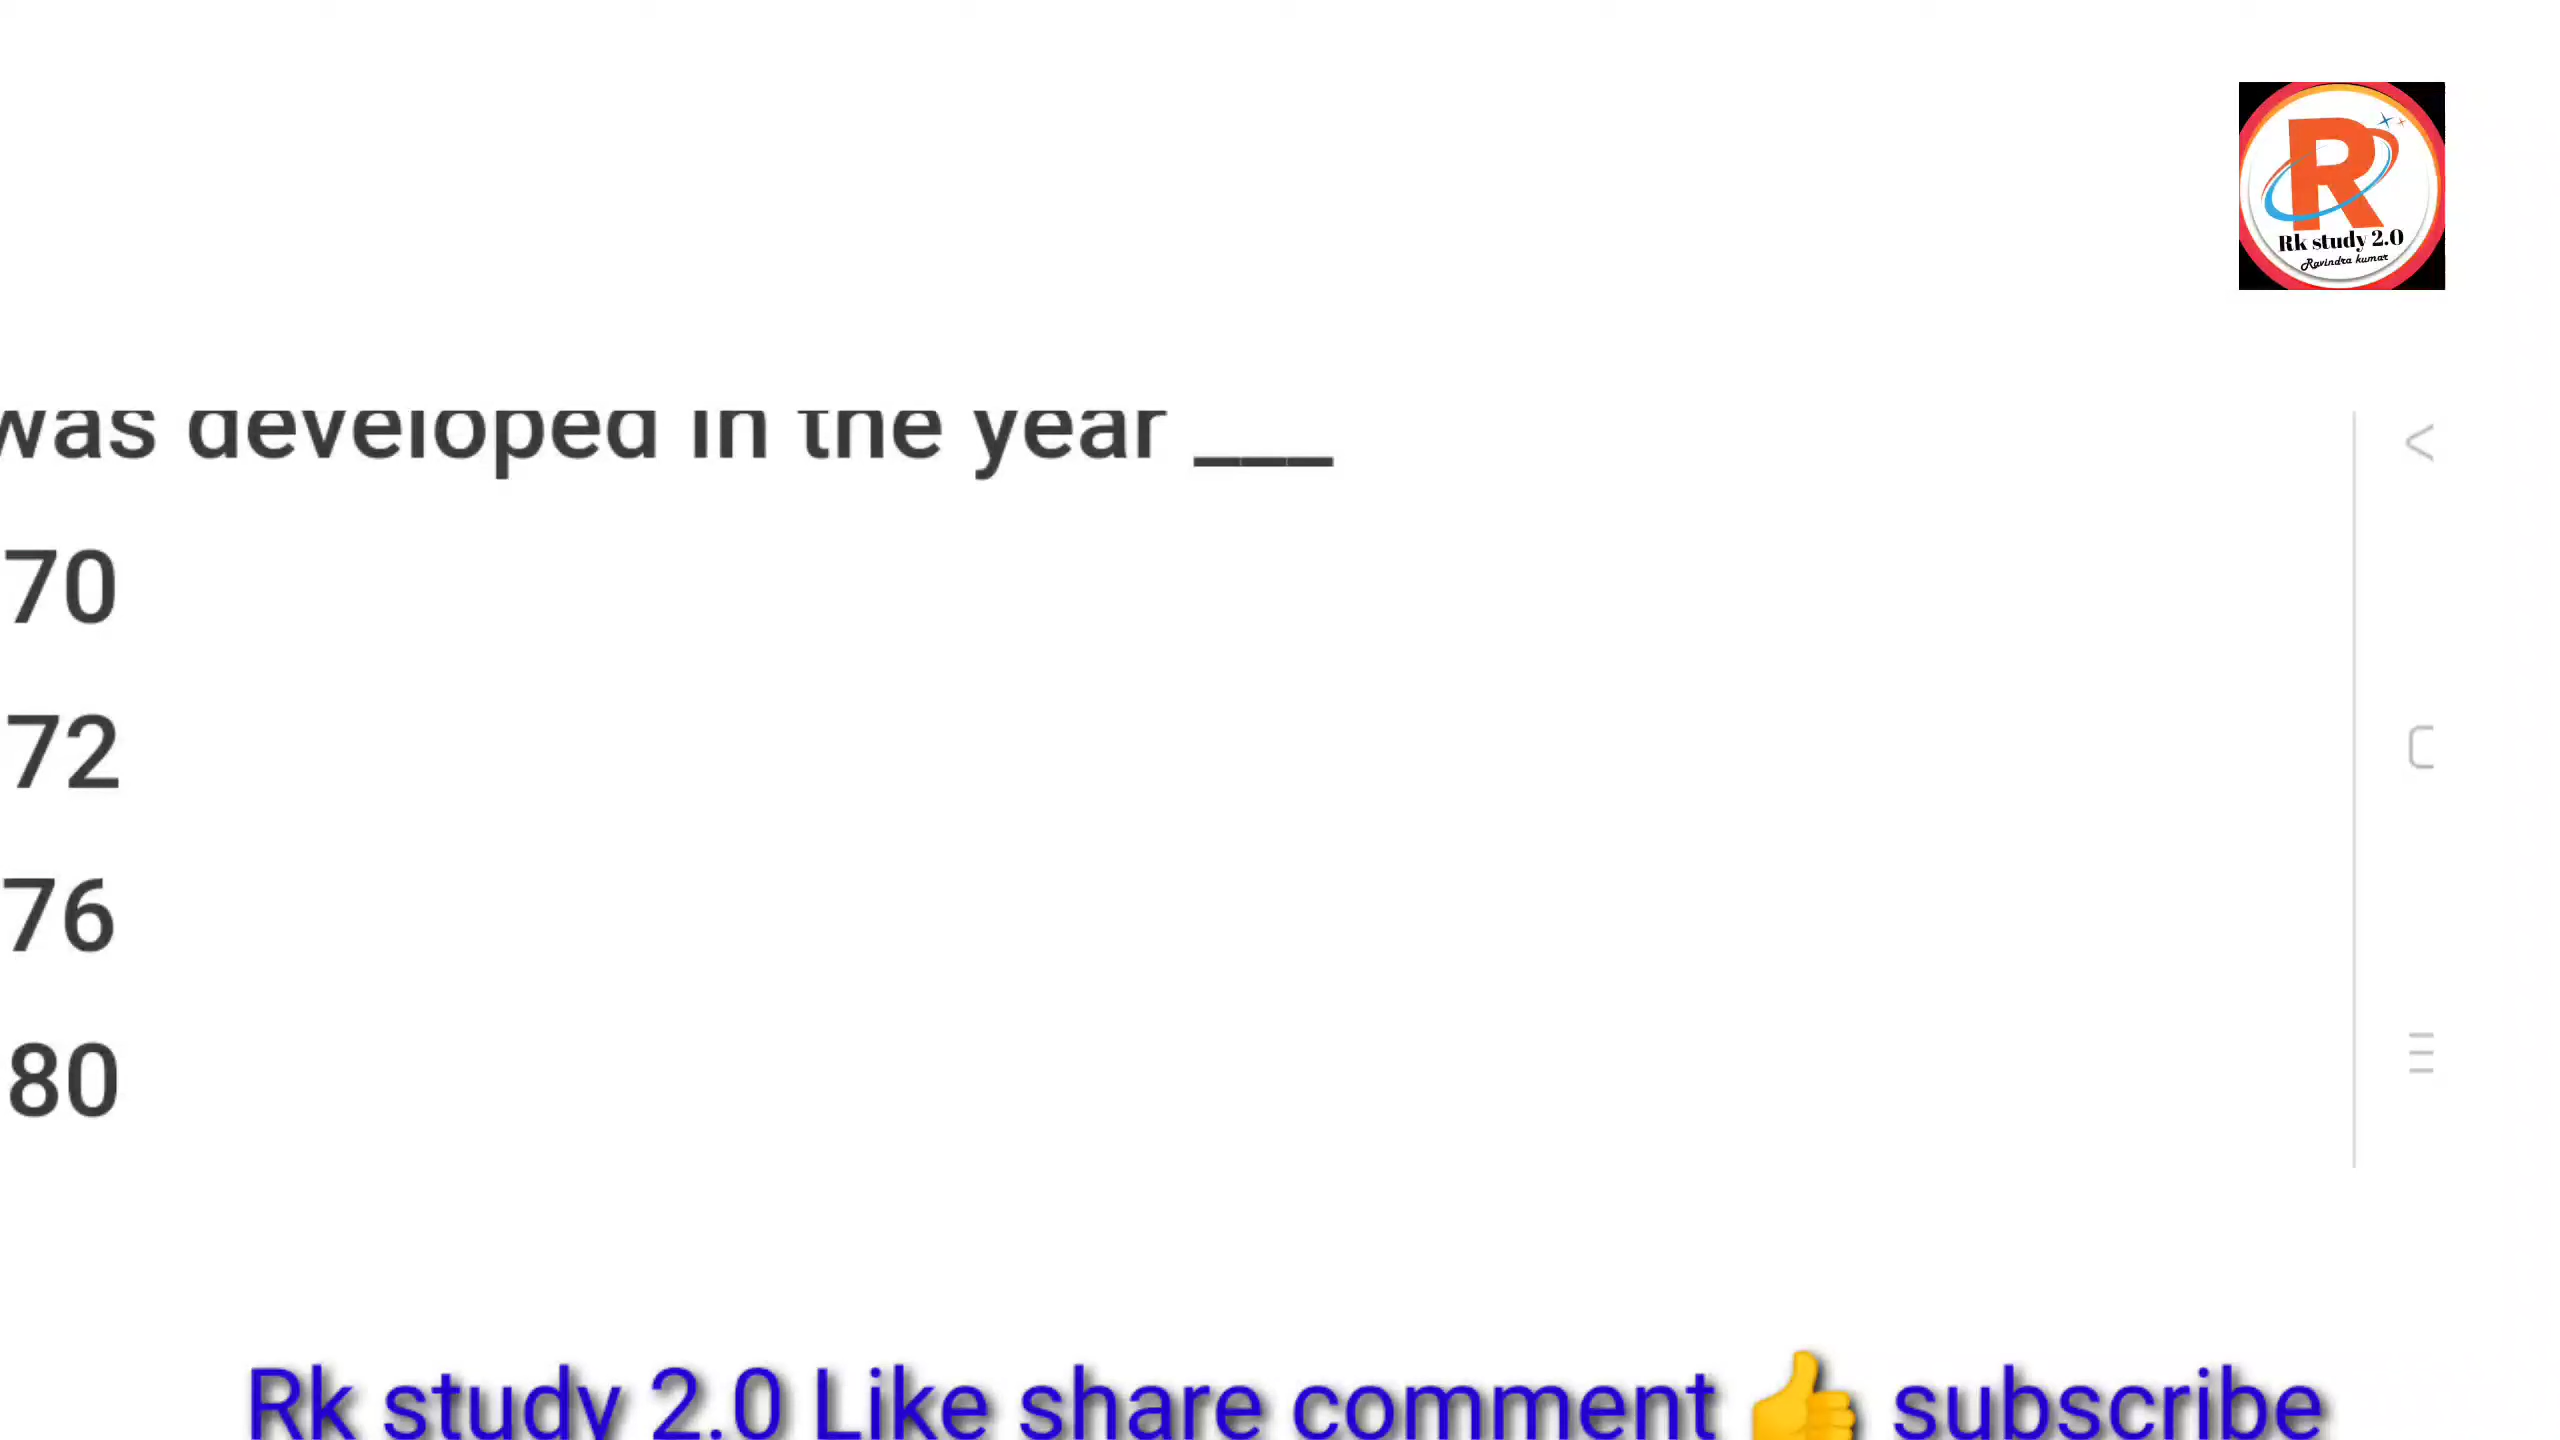 R
Rk study 2.0
Ravindra kumar
was developed in the year ___
70
72
76
80
Rk study 2.0 Like share comment 👍 subscribe